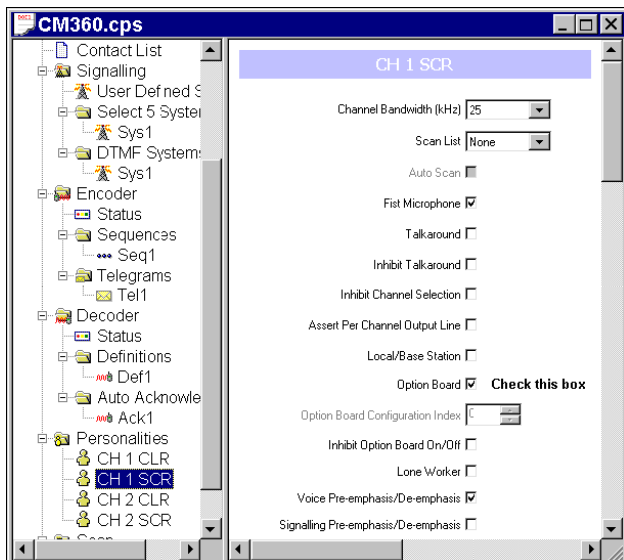 CM360.cps
Contact List
Signalling
User Defined S
Select 5 System
Sys1
DTMF Systems
Sys1
Encoder
Status
Sequences
Seq1
Telegrams
Tel1
Decoder
Status
Definitions
Def1
Auto Acknowle
Ack1
Personalities
CH 1 CLR
CH 1 SCR
CH 2 CLR
CH 2 SCR
CH 1 SCR
Channel Bandwidth (kHz) 25
Scan List None
Auto Scan
Fist Microphone
Talkaround
Inhibit Talkaround
Inhibit Channel Selection
Assert Per Channel Output Line
Local/Base Station
Option Board Check this box
Option Board Configuration Index
Inhibit Option Board On/Off
Lone Worker
Voice Pre-emphasis/De-emphasis
Signalling Pre-emphasis/De-emphasis